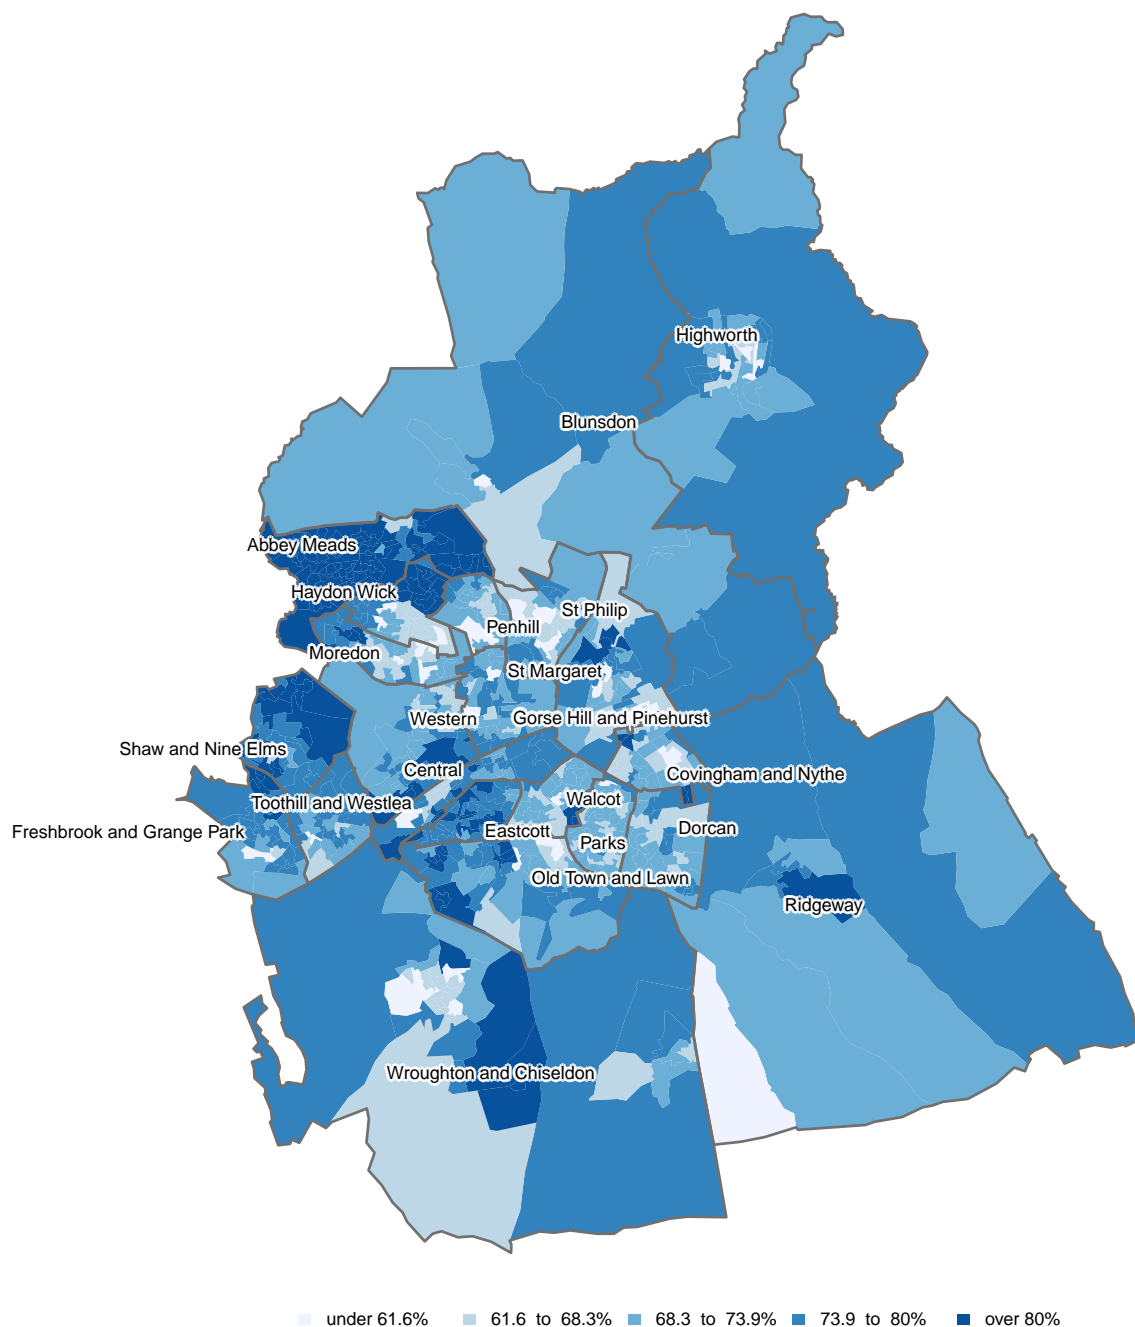 Highworth
Blunsdon
Abbey Meads
Haydon Wick
St Philip
Penhill
Moredon
St Margaret
Western
Gorse Hill and Pinehurst
Shaw and Nine Elms
Central
Covingham and Nythe
Toothill and Westlea
Walcot
Freshbrook and Grange Park
Eastcott
Dorcan
Parks
Old Town and Lawn
Ridgeway
Wroughton and Chiseldon
under 61.6% 61.6 to 68.3% 68.3 to 73.9% 73.9 to 80% over 80%